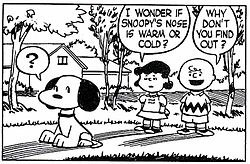 ?
I WONDER IF
SNOOPY'S NOSE
IS WARM OR
COLD?
WHY
DON'T
YOU FIND
OUT?